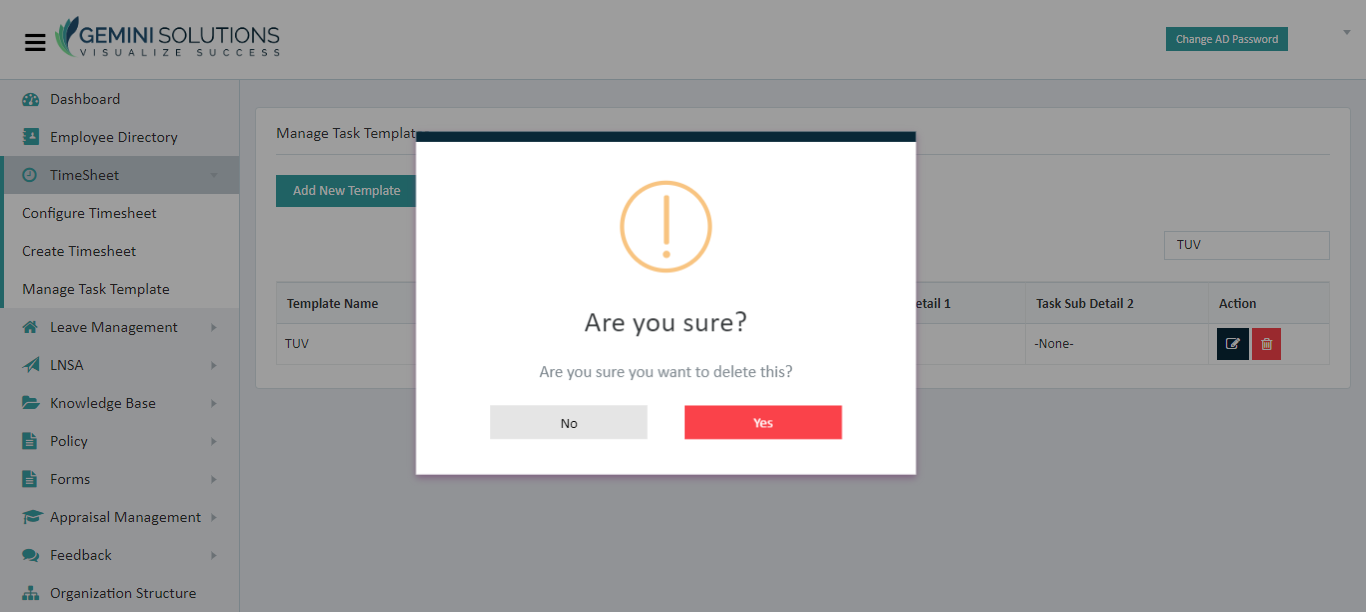 GEMINI SOLUTIONS
VISUALIZE SUCCESS
Change AD Password
Dashboard
Employee Directory
TimeSheet
Configure Timesheet
Create Timesheet
Manage Task Template
Leave Management
LNSA
Knowledge Base
Policy
Forms
Appraisal Management
Feedback
Organization Structure
Manage Task Templat
Add New Template
TUV
Template Name
etail 1
Task Sub Detail 2
Action
TUV
-None-
Are you sure?
Are you sure you want to delete this?
No
Yes